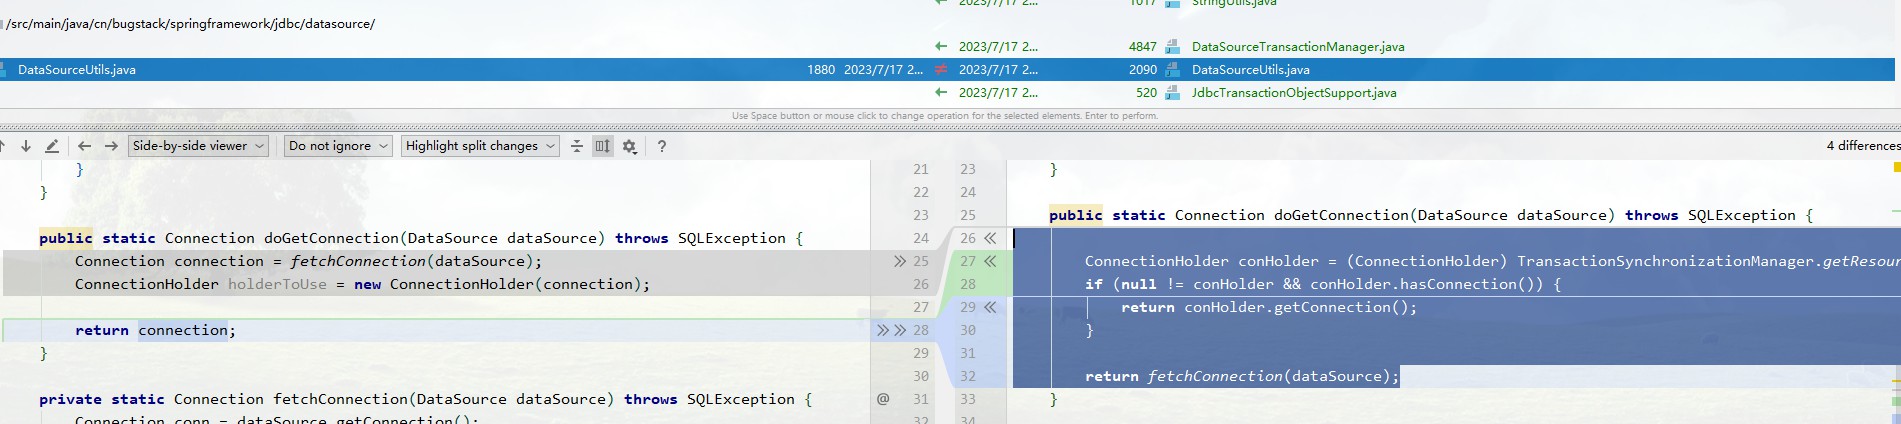 1017 StringUtils.java
/src/main/java/cn/bugstack/springframework/jdbc/datasource/
2023/7/17 2... 4847 DataSourceTransactionManager.java
DataSourceUtils.java 1880 2023/7/17 2... 2023/7/17 2... 2090 DataSourceUtils.java
2023/7/17 2... 520 JdbcTransactionObjectSupport.java
Use Space button or mouse click to change operation for the selected elements. Enter to perform.
Side-by-side viewer Do not ignore Highlight split changes ? 4 differences
} 21
} 22
23
public static Connection doGetConnection(DataSource dataSource) throws SQLException { 24
Connection connection = fetchConnection(dataSource); 25
ConnectionHolder holderToUse = new ConnectionHolder(connection); 26
27
return connection; 28
} 29
30
private static Connection fetchConnection(DataSource dataSource) throws SQLException { @ 31
Connection conn = dataSource.getConnection();
23 }
24
25 public static Connection doGetConnection(DataSource dataSource) throws SQLException {
26
27 ConnectionHolder conHolder = (ConnectionHolder) TransactionSynchronizationManager.getResour
28 if (null != conHolder && conHolder.hasConnection()) {
29 return conHolder.getConnection();
30 }
31
32 return fetchConnection(dataSource);
33 }
34